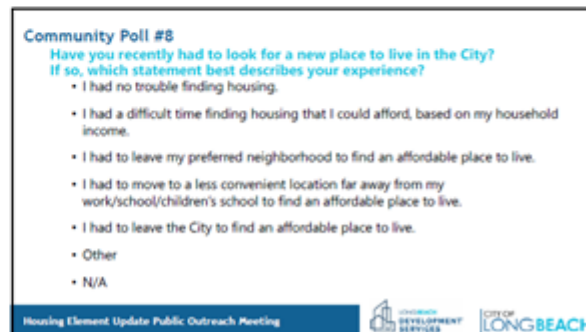 Community Poll #8
Have you recently had to look for a new place to live in the City?
If so, which statement best describes your experience?
• I had no trouble finding housing.
• I had a difficult time finding housing that I could afford, based on my household
income.
• I had to leave my preferred neighborhood to find an affordable place to live.
• I had to move to a less convenient location far away from my
work/school/children's school to find an affordable place to live.
• I had to leave the City to find an affordable place to live.
• Other
• N/A
Housing Element Update Public Outreach Meeting
LONG BEACH
DEVELOPMENT
SERVICES
CITY OF
LONG BEACH